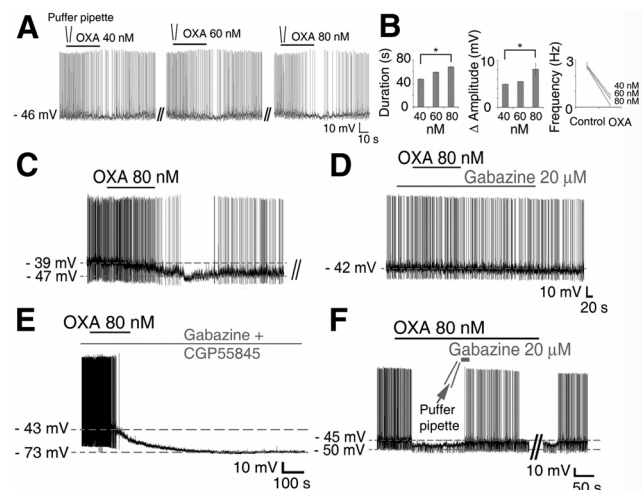 A
Puffer pipette
OXA 40 nM
OXA 60 nM
OXA 80 nM
- 46 mV
10 mV
10 s
B
Duration (s)
80
40
0
*
40 60 80
nM
Δ Amplitude (mV)
10
5
0
*
40 60 80
nM
Frequency (Hz)
3
0
40 nM
60 nM
80 nM
Control OXA
C
OXA 80 nM
- 39 mV
- 47 mV
D
OXA 80 nM
Gabazine 20 µM
- 42 mV
10 mV
20 s
E
OXA 80 nM
Gabazine +
CGP55845
- 43 mV
- 73 mV
10 mV
100 s
F
OXA 80 nM
Gabazine 20 µM
Puffer
pipette
- 45 mV
- 50 mV
10 mV
50 s